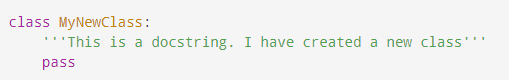 class MyNewClass:
    '''This is a docstring. I have created a new class'''
    pass